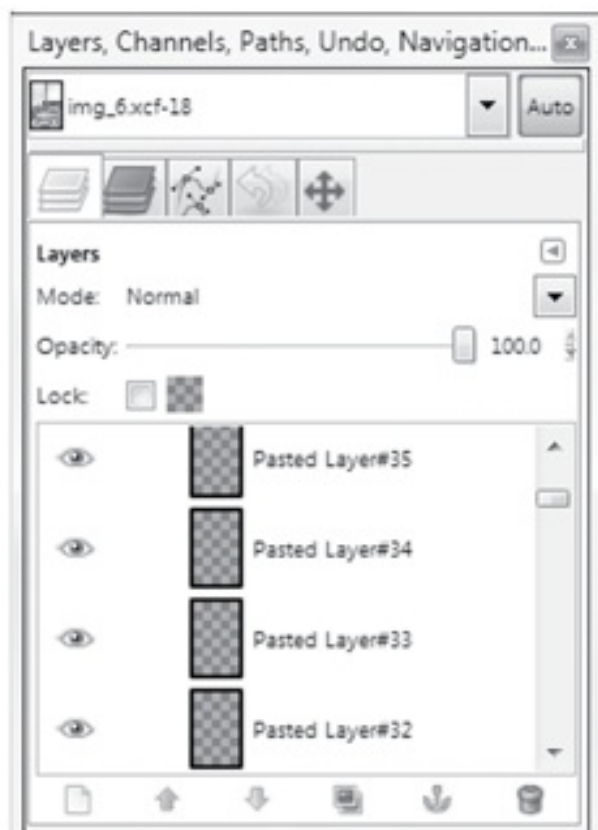 Layers, Channels, Paths, Undo, Navigation...
img_6.xcf-18
Auto
Layers
Mode: Normal
Opacity: 100.0
Lock:
Pasted Layer#35
Pasted Layer#34
Pasted Layer#33
Pasted Layer#32